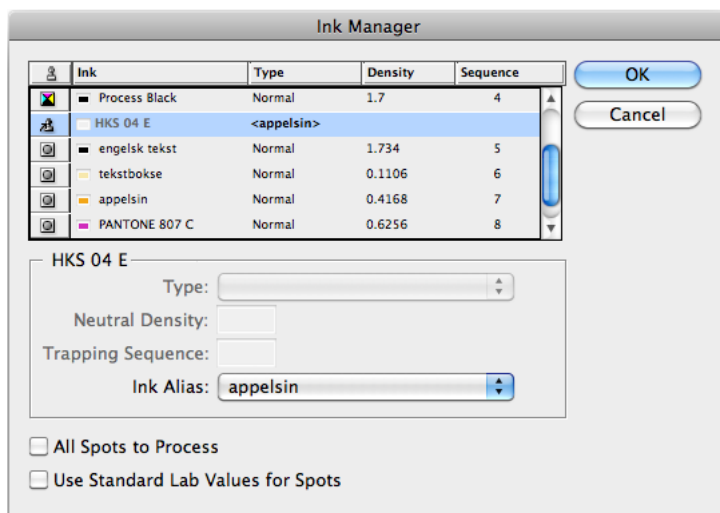 Ink Manager
Ink Type Density Sequence
Process Black Normal 1.7 4
HKS 04 E <appelsin>
engelsk tekst Normal 1.734 5
tekstbokse Normal 0.1106 6
appelsin Normal 0.4168 7
PANTONE 807 C Normal 0.6256 8
OK
Cancel
HKS 04 E
Type:
Neutral Density:
Trapping Sequence:
Ink Alias: appelsin
All Spots to Process
Use Standard Lab Values for Spots